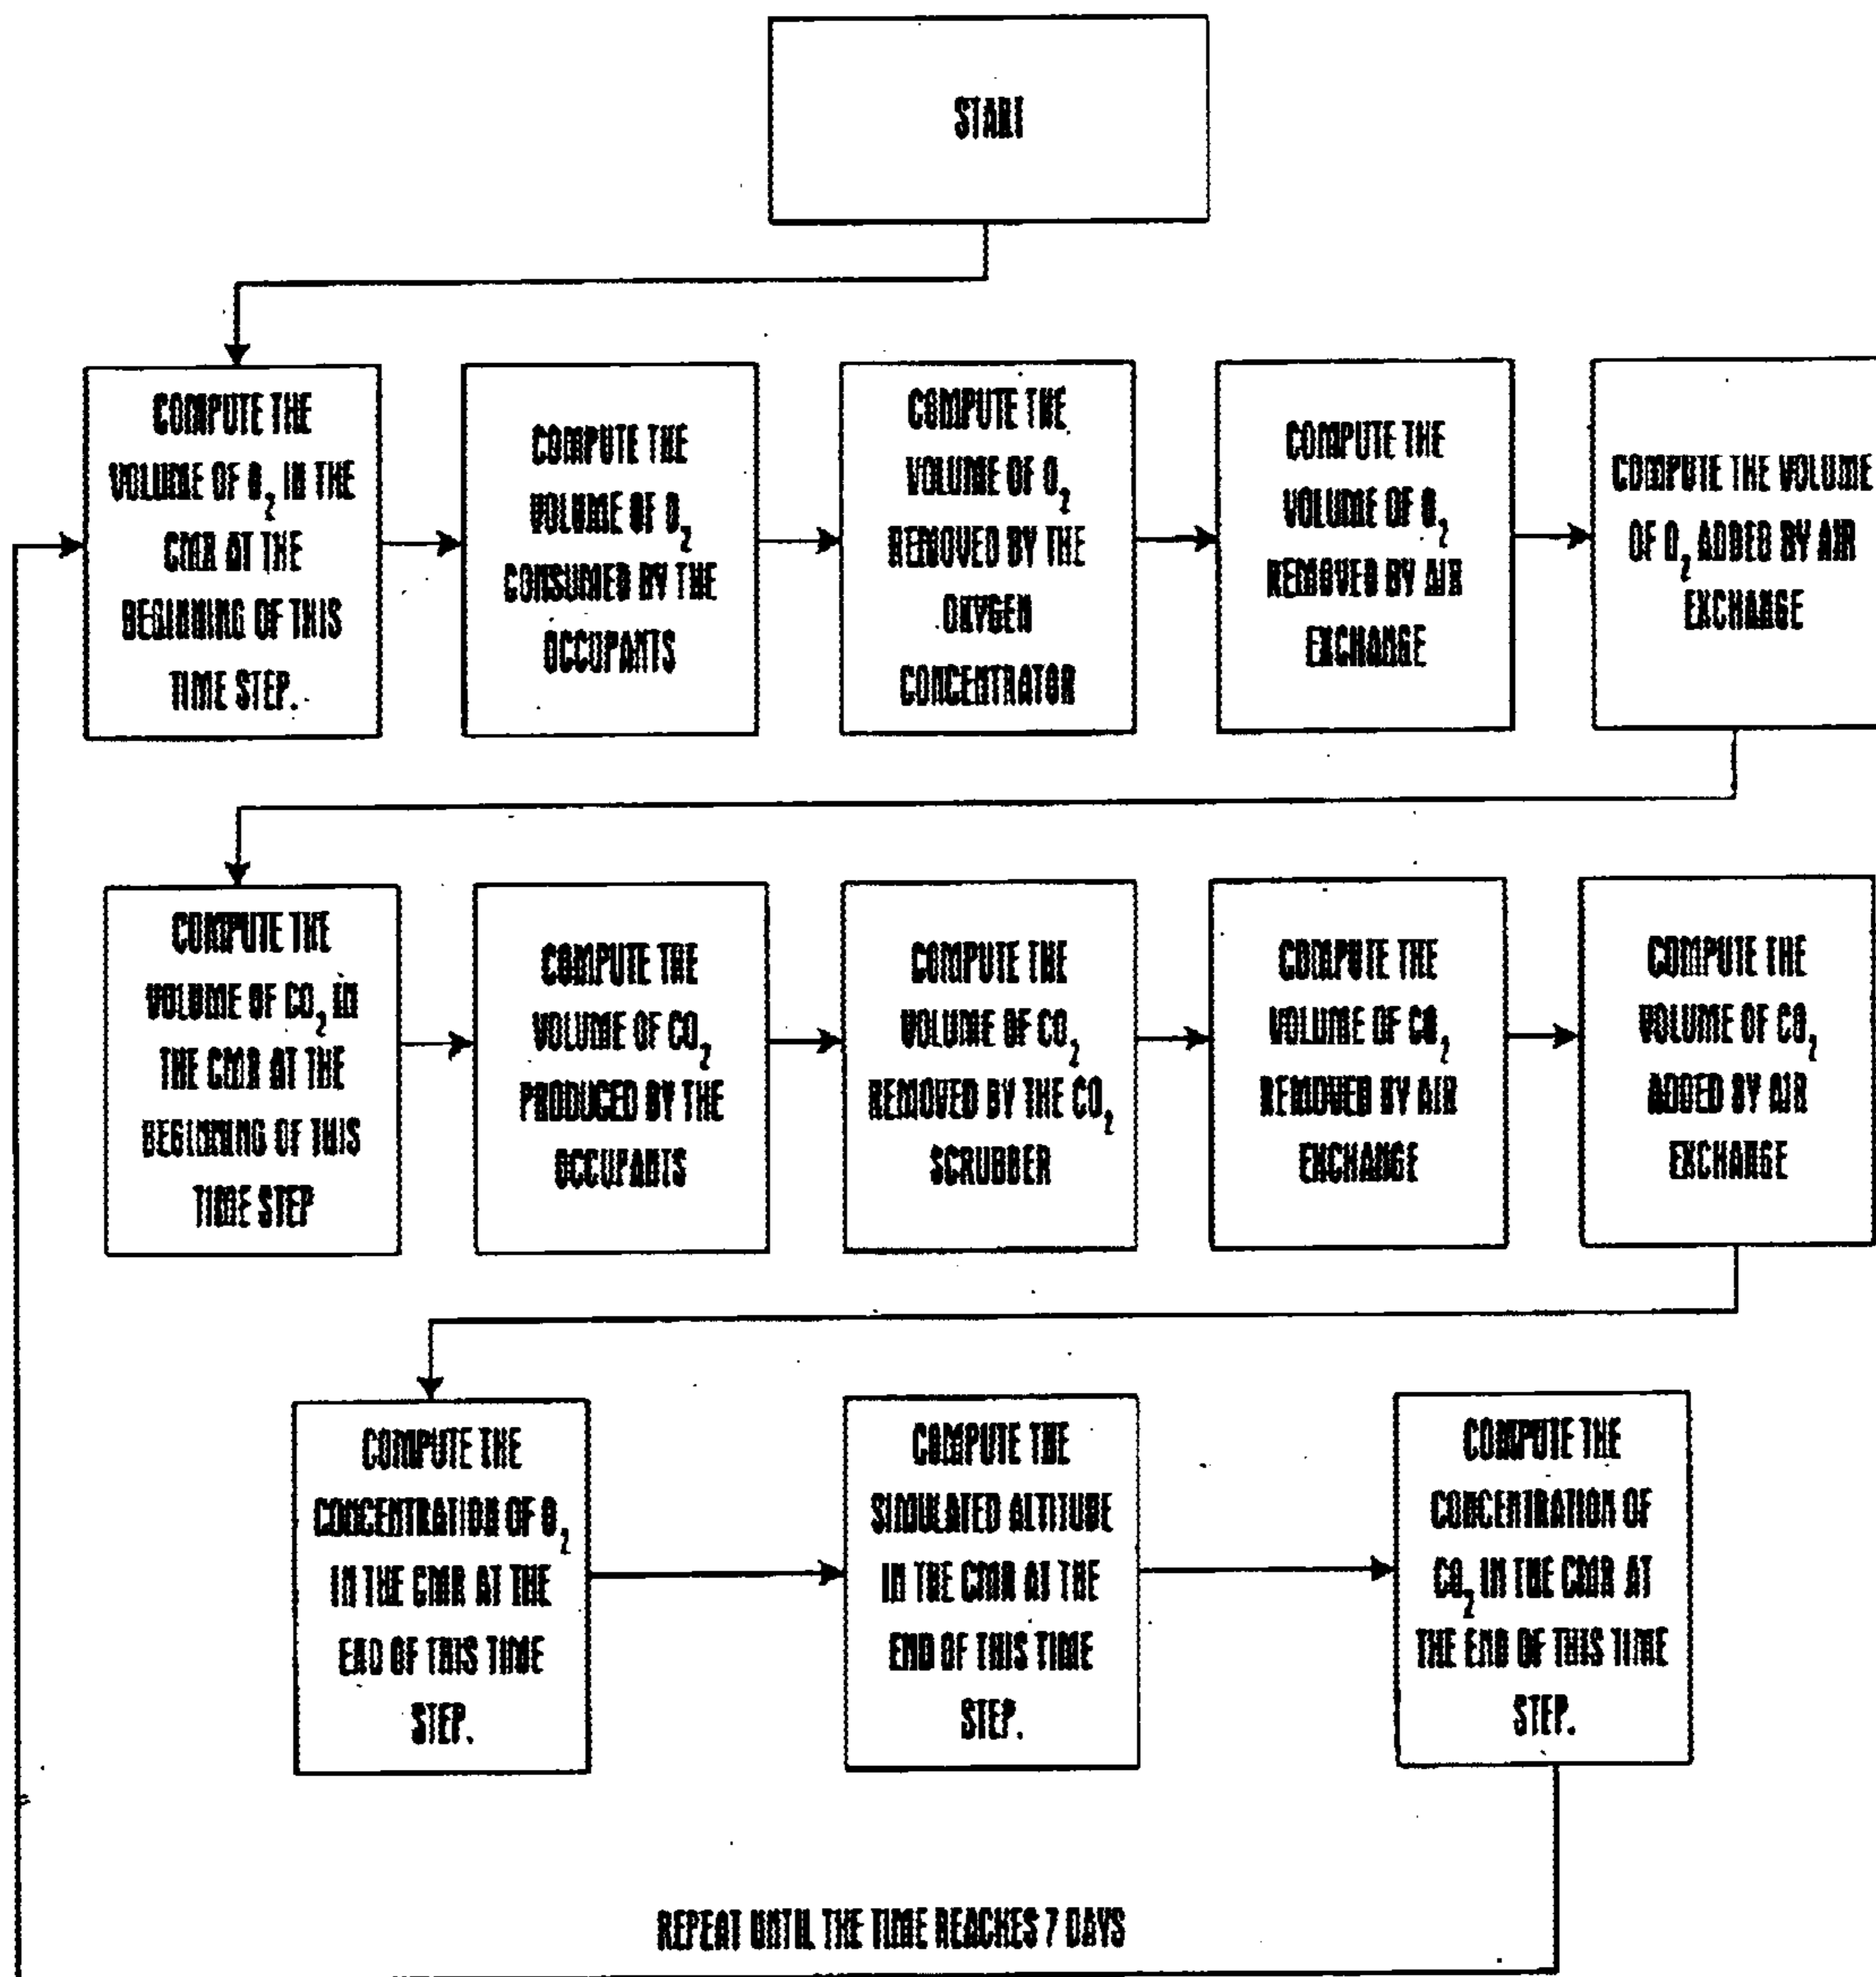 START
COMPUTE THE
VOLUME OF O₂ IN THE
CMR AT THE
BEGINNING OF THIS
TIME STEP.
COMPUTE THE
VOLUME OF O₂
CONSUMED BY THE
OCCUPANTS
COMPUTE THE
VOLUME OF O₂
REMOVED BY THE
OXYGEN
CONCENTRATOR
COMPUTE THE
VOLUME OF O₂
REMOVED BY AIR
EXCHANGE
COMPUTE THE VOLUME
OF O₂ ADDED BY AIR
EXCHANGE
COMPUTE THE
VOLUME OF CO₂ IN
THE CMR AT THE
BEGINNING OF THIS
TIME STEP
COMPUTE THE
VOLUME OF CO₂
PRODUCED BY THE
OCCUPANTS
COMPUTE THE
VOLUME OF CO₂
REMOVED BY THE CO₂
SCRUBBER
COMPUTE THE
VOLUME OF CO₂
REMOVED BY AIR
EXCHANGE
COMPUTE THE
VOLUME OF CO₂
ADDED BY AIR
EXCHANGE
COMPUTE THE
CONCENTRATION OF O₂
IN THE CMR AT THE
END OF THIS TIME
STEP.
COMPUTE THE
SIMULATED ALTITUDE
IN THE CMR AT THE
END OF THIS TIME
STEP.
COMPUTE THE
CONCENTRATION OF
CO₂ IN THE CMR AT
THE END OF THIS TIME
STEP.
REPEAT UNTIL THE TIME REACHES 7 DAYS